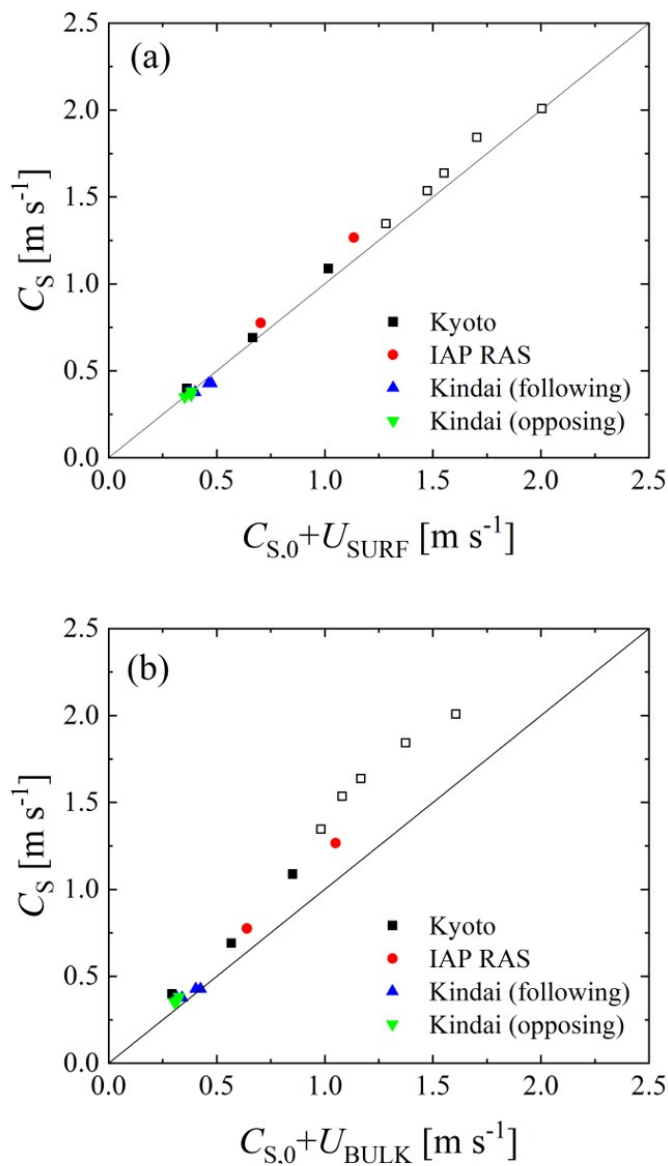 (a)
2.5
2.0
1.5
1.0
0.5
0.0
C_S [m s^-1]
Kyoto
IAP RAS
Kindai (following)
Kindai (opposing)
0.0 0.5 1.0 1.5 2.0 2.5
C_S,0+U_SURF [m s^-1]
(b)
2.5
2.0
1.5
1.0
0.5
0.0
C_S [m s^-1]
Kyoto
IAP RAS
Kindai (following)
Kindai (opposing)
0.0 0.5 1.0 1.5 2.0 2.5
C_S,0+U_BULK [m s^-1]